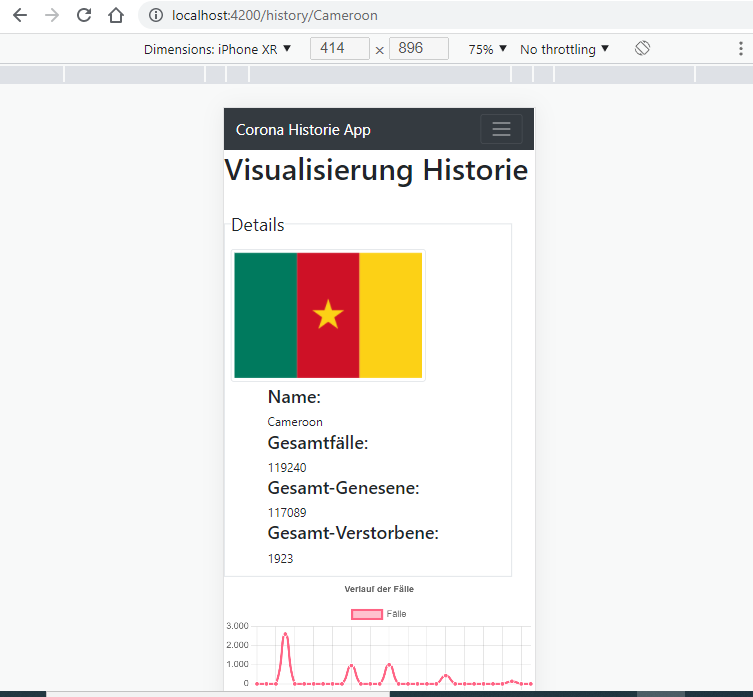 localhost:4200/history/Cameroon
Dimensions: iPhone XR ▼ 414 × 896 75% ▼ No throttling ▼
Corona Historie App
Visualisierung Historie
Details
Name:
Cameroon
Gesamtfälle:
119240
Gesamt-Genesene:
117089
Gesamt-Verstorbene:
1923
Verlauf der Fälle
Fälle
3.000
2.000
1.000
0